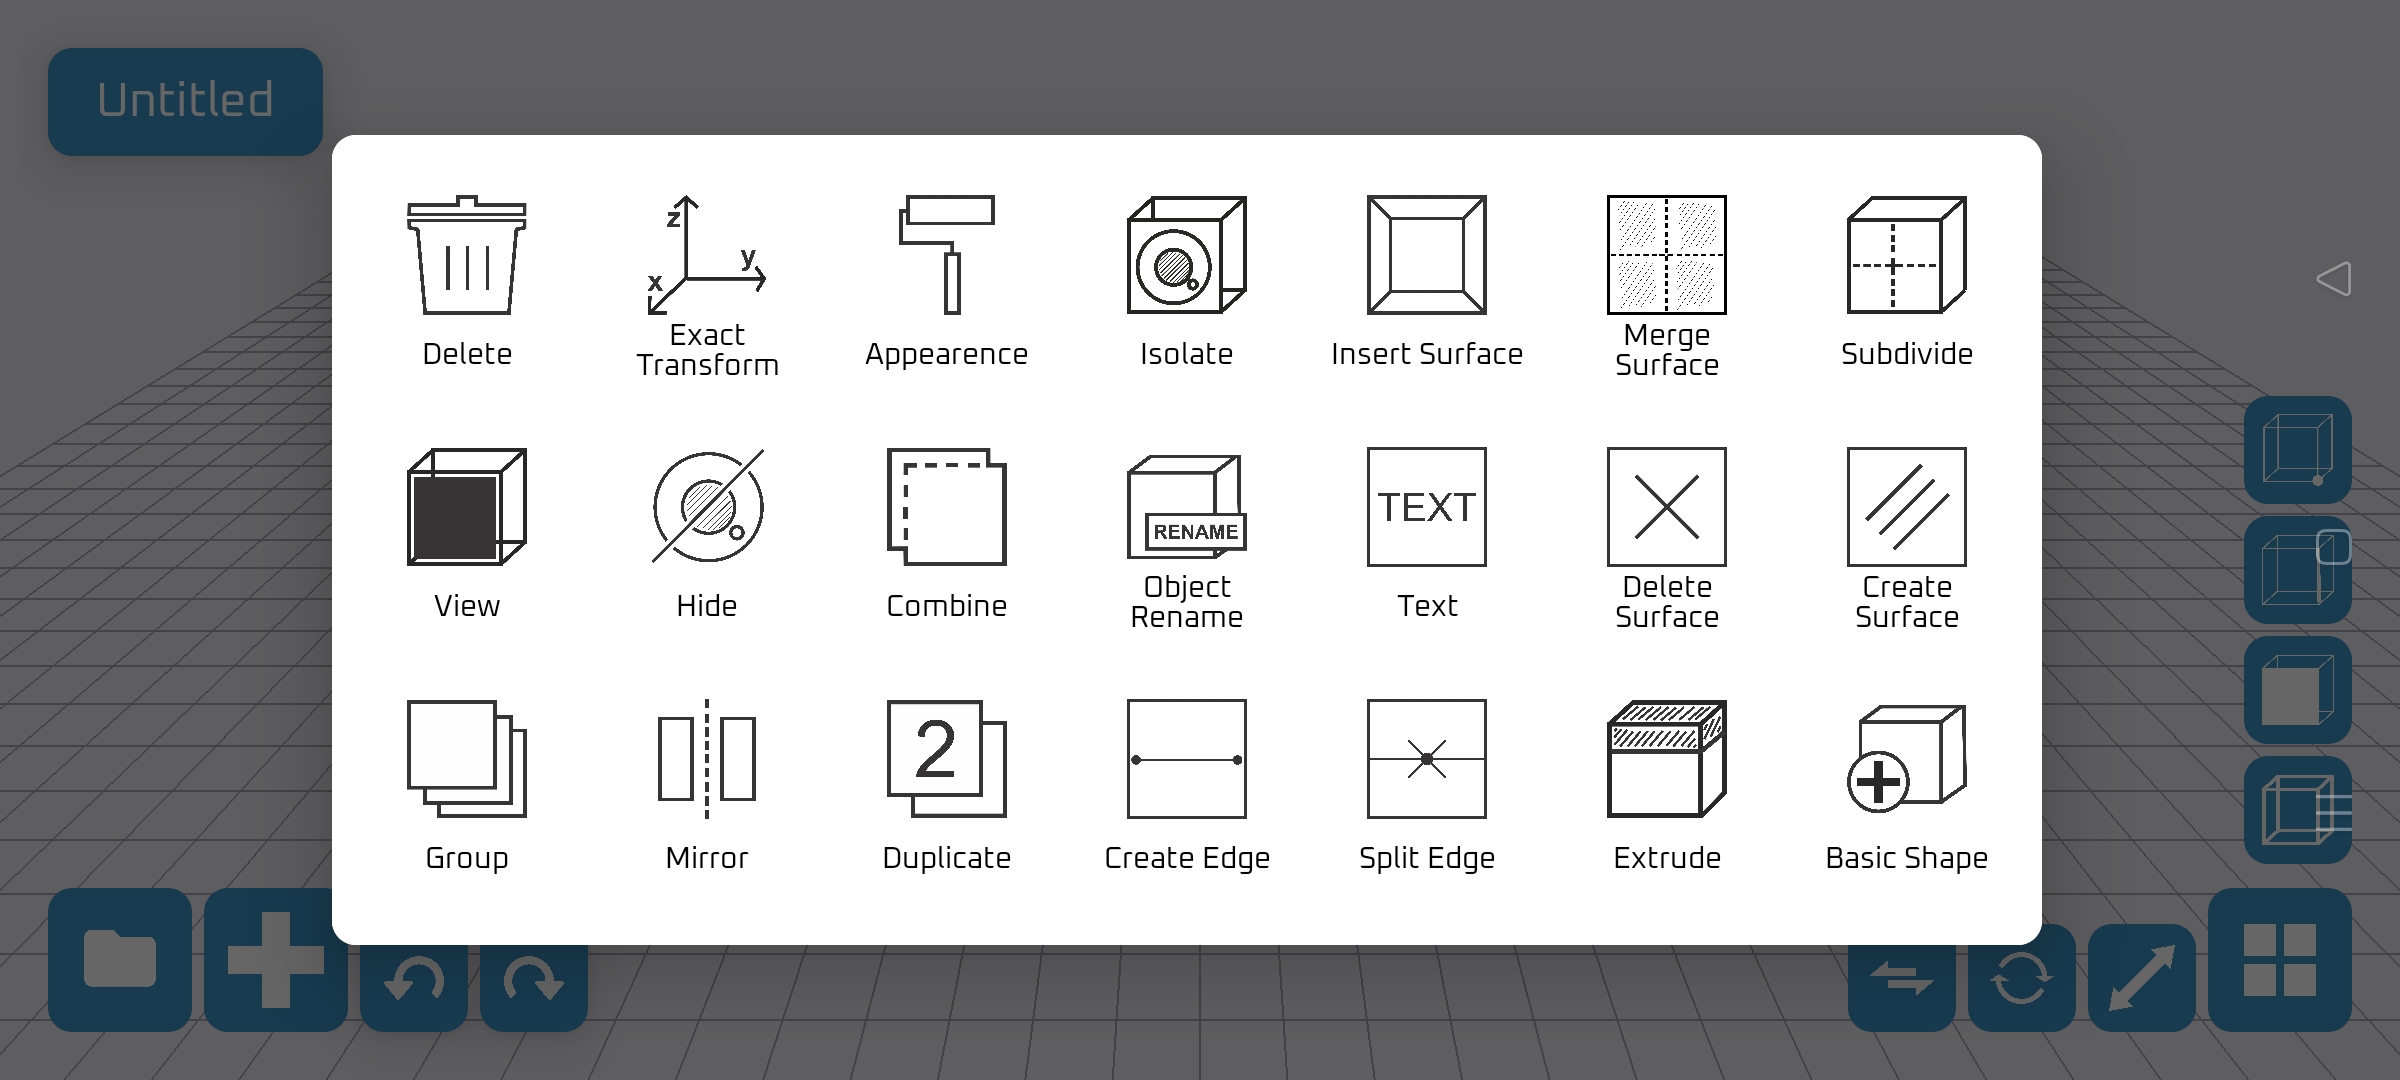 Untitled
z
y
x
Delete
Exact
Transform
Appearence
Isolate
Insert Surface
Merge
Surface
Subdivide
TEXT
RENAME
View
Hide
Combine
Object
Rename
Text
Delete
Surface
Create
Surface
2
Group
Mirror
Duplicate
Create Edge
Split Edge
Extrude
Basic Shape